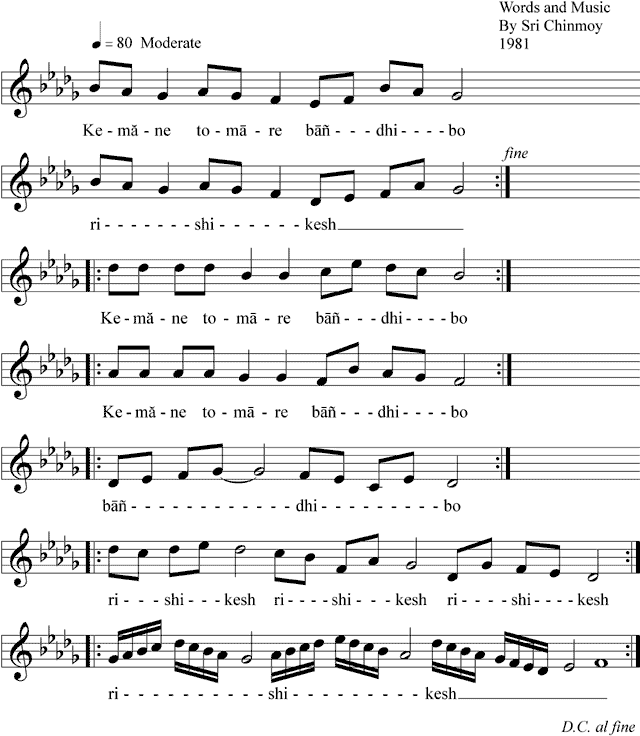 Words and Music
By Sri Chinmoy
= 80 Moderate
1981
Ke-mă-ne to-mā-re bāñ---dhi----bo
fine
ri-------shi-----kesh
Ke-mă-ne to-mā-re bāñ---dhi----bo
Ke-mă-ne to-mā-re bāñ---dhi----bo
bāñ------------dhi---------bo
ri---shi-kesh ri----shi---kesh ri----shi---kesh
ri------------shi-----------kesh
D.C. al fine